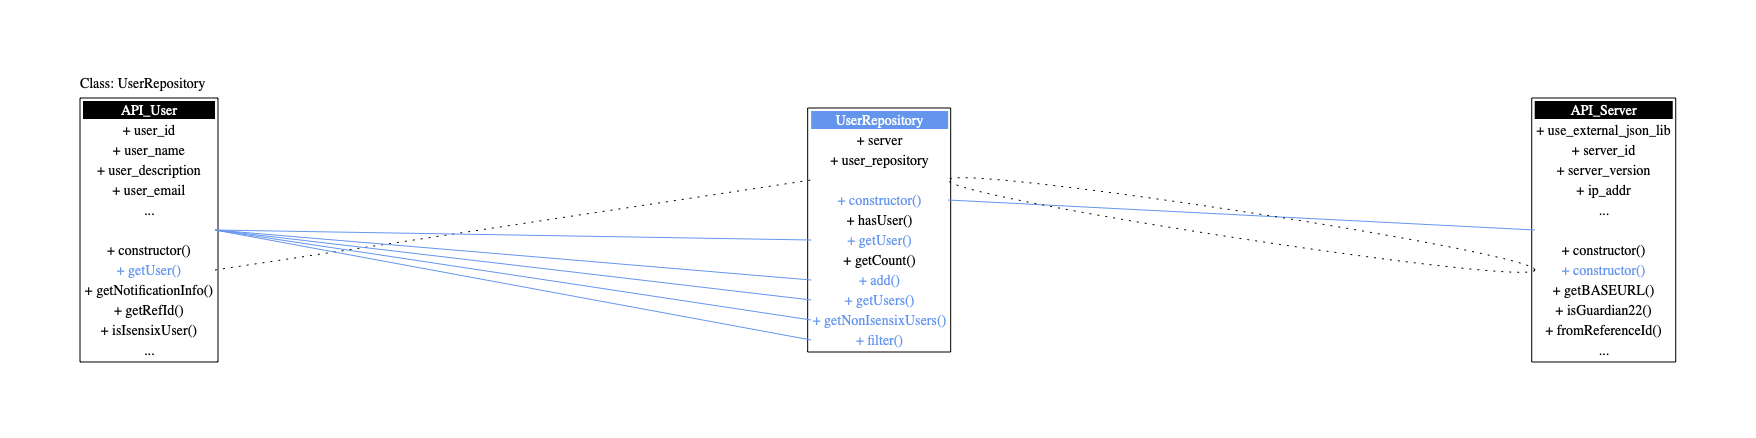 Class: UserRepository
API_User
+ user_id
+ user_name
+ user_description
+ user_email
...
+ constructor()
+ getUser()
+ getNotificationInfo()
+ getRefId()
+ isIsensixUser()
...
UserRepository
+ server
+ user_repository
+ constructor()
+ hasUser()
+ getUser()
+ getCount()
+ add()
+ getUsers()
+ getNonIsensixUsers()
+ filter()
API_Server
+ use_external_json_lib
+ server_id
+ server_version
+ ip_addr
...
+ constructor()
+ constructor()
+ getBASEURL()
+ isGuardian22()
+ fromReferenceId()
...